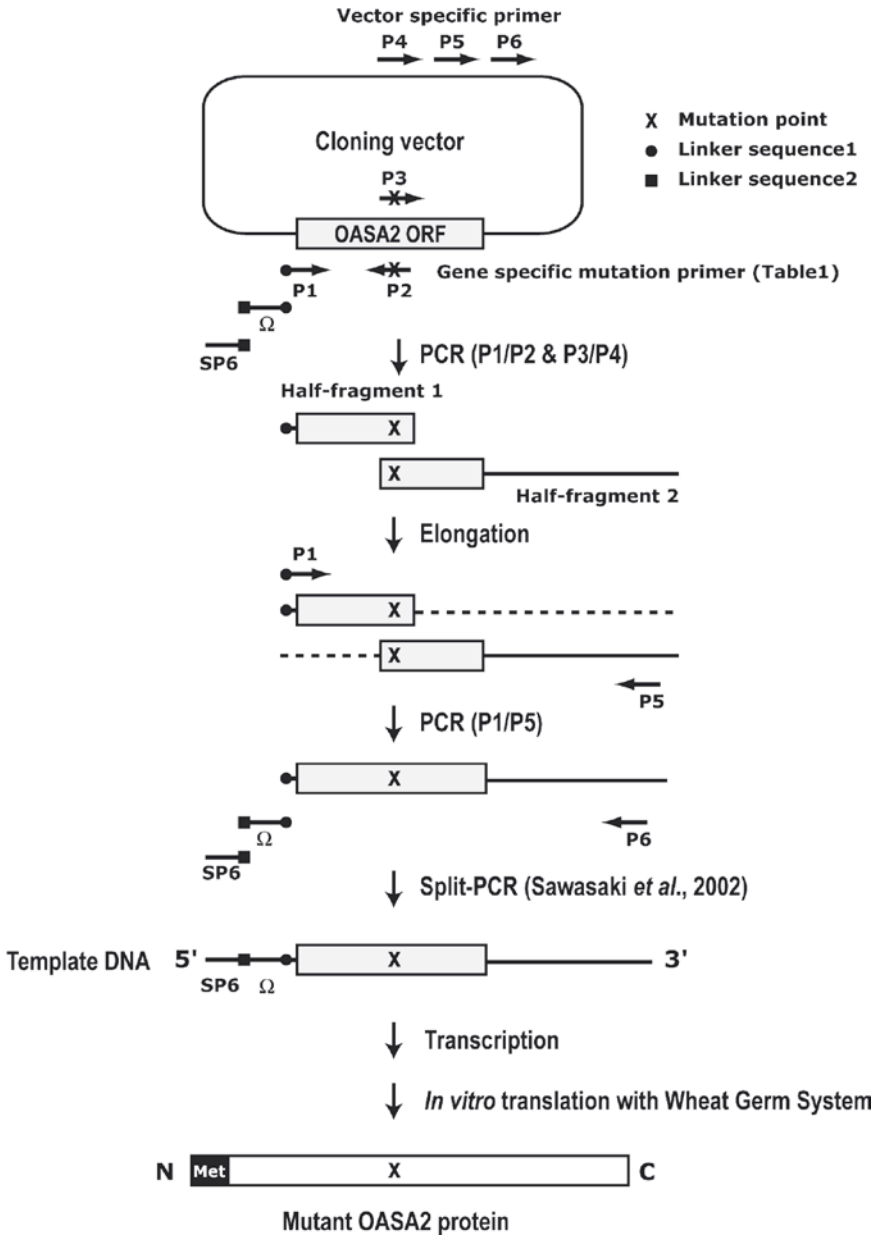 Vector specific primer
P4 P5 P6
X Mutation point
Cloning vector
Linker sequence1
P3
Linker sequence2
X
OASA2 ORF
X
P1 P2 Gene specific mutation primer (Table1)
Ω
SP6
PCR (P1/P2 & P3/P4)
Half-fragment 1
X
X
Half-fragment 2
Elongation
P1
X
X
P5
PCR (P1/P5)
X
Ω
P6
SP6
Split-PCR (Sawasaki et al., 2002)
Template DNA 5' X 3'
SP6 Ω
Transcription
In vitro translation with Wheat Germ System
N Met X C
Mutant OASA2 protein